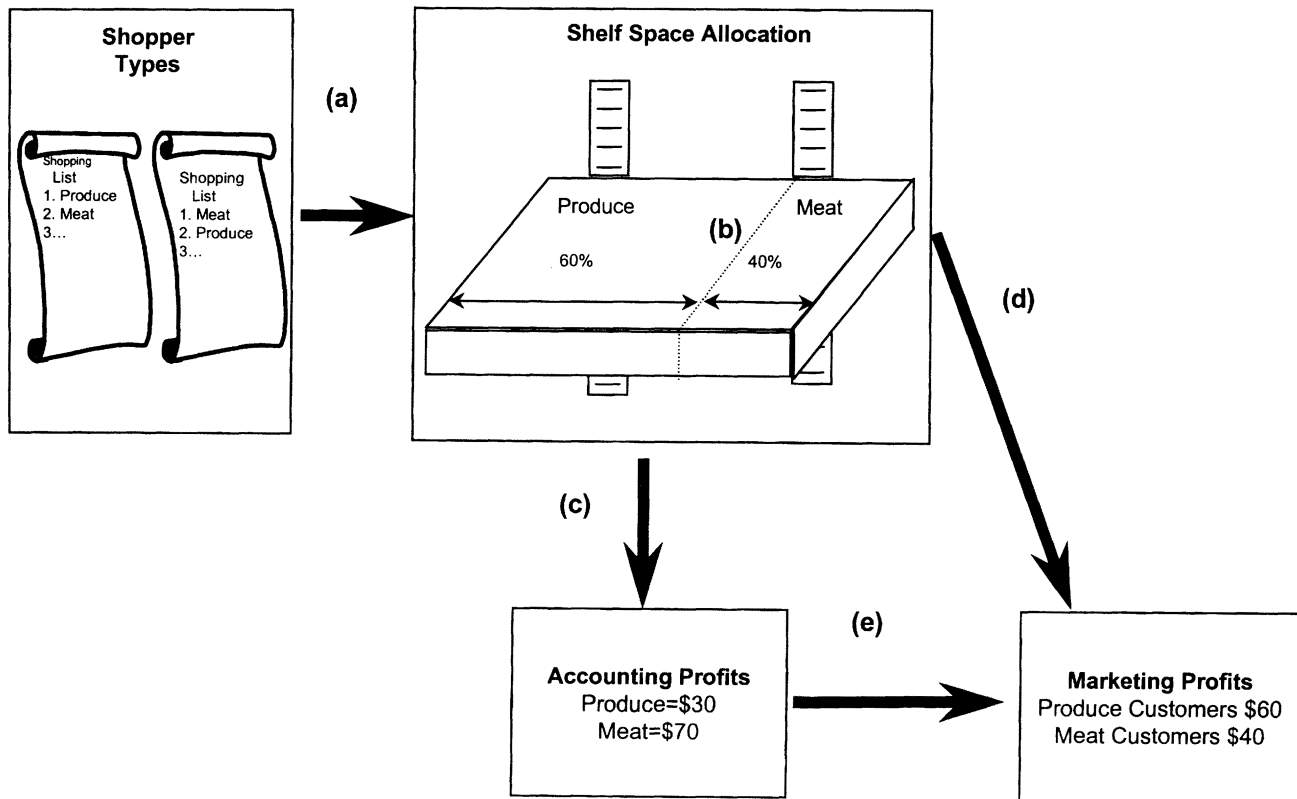 Shopper
Types
Shopping
List
1. Produce
2. Meat
3...
Shopping
List
1. Meat
2. Produce
3...
(a)
Shelf Space Allocation
Produce
Meat
(b)
60%
40%
(c)
(d)
Accounting Profits
Produce=$30
Meat=$70
(e)
Marketing Profits
Produce Customers $60
Meat Customers $40